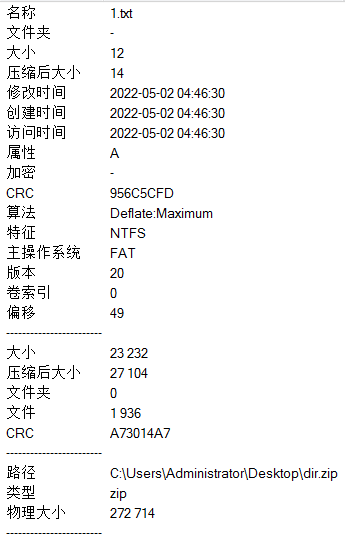 名称 1.txt
文件夹 -
大小 12
压缩后大小 14
修改时间 2022-05-02 04:46:30
创建时间 2022-05-02 04:46:30
访问时间 2022-05-02 04:46:30
属性 A
加密 -
CRC 956C5CFD
算法 Deflate:Maximum
特征 NTFS
主操作系统 FAT
版本 20
卷索引 0
偏移 49
------------------------
大小 23 232
压缩后大小 27 104
文件夹 0
文件 1 936
CRC A73014A7
------------------------
路径 C:\Users\Administrator\Desktop\dir.zip
类型 zip
物理大小 272 714
------------------------